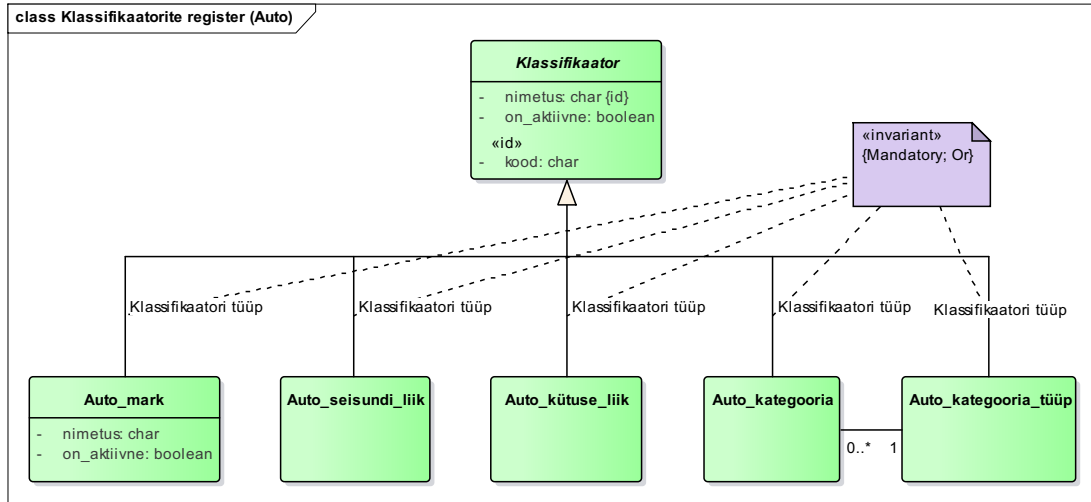 class Klassifikaatorite register (Auto)
Klassifikaator
- nimetus: char {id}
- on_aktiivne: boolean
«id»
- kood: char
«invariant»
{Mandatory; Or}
Klassifikaatori tüüp
Klassifikaatori tüüp
Klassifikaatori tüüp
Klassifikaatori tüüp
Klassifikaatori tüüp
Auto_mark
- nimetus: char
- on_aktiivne: boolean
Auto_seisundi_liik
Auto_kütuse_liik
Auto_kategooria
Auto_kategooria_tüüp
0..* 1